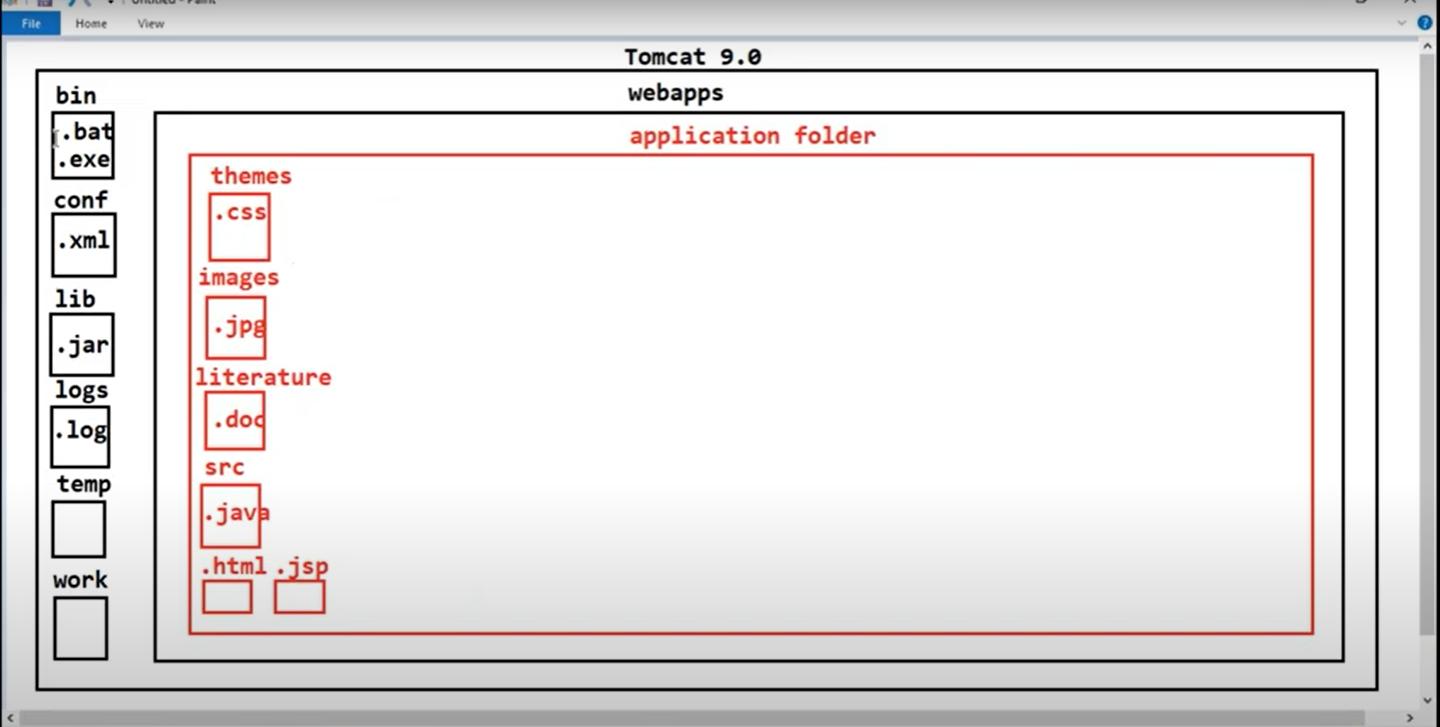 Untitled - Paint
File Home View
Tomcat 9.0
webapps
application folder
bin
.bat
.exe
conf
.xml
lib
.jar
logs
.log
temp
work
themes
.css
images
.jpg
literature
.doc
src
.java
.html .jsp